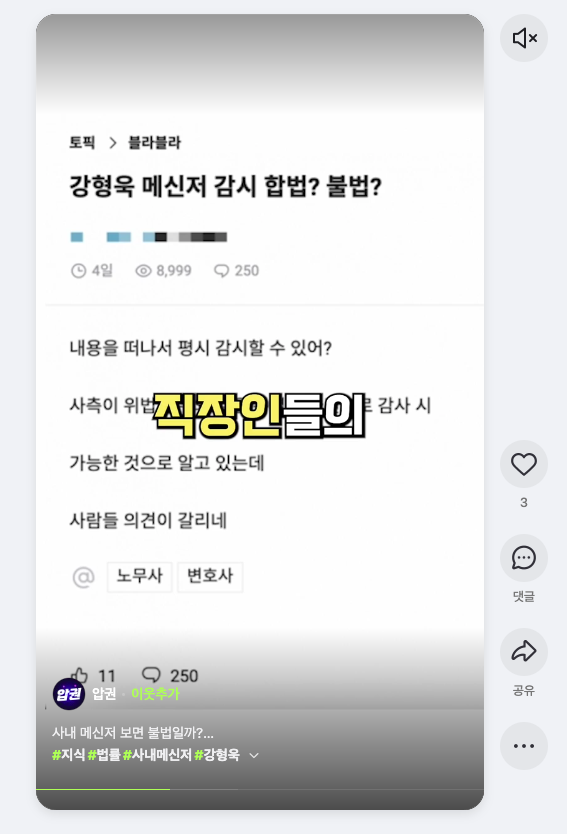 토픽 > 블라블라
강형욱 메신저 감시 합법? 불법?
4일 8,999 250
내용을 떠나서 평시 감시할 수 있어?
사측이 위법 감사 시
직장인들의
가능한 것으로 알고 있는데
사람들 의견이 갈리네
@ 노무사 변호사
11 250
압권 압권 · 이웃추가
사내 메신저 보면 불법일까?...
#지식 #법률 #사내메신저 #강형욱
3
댓글
공유